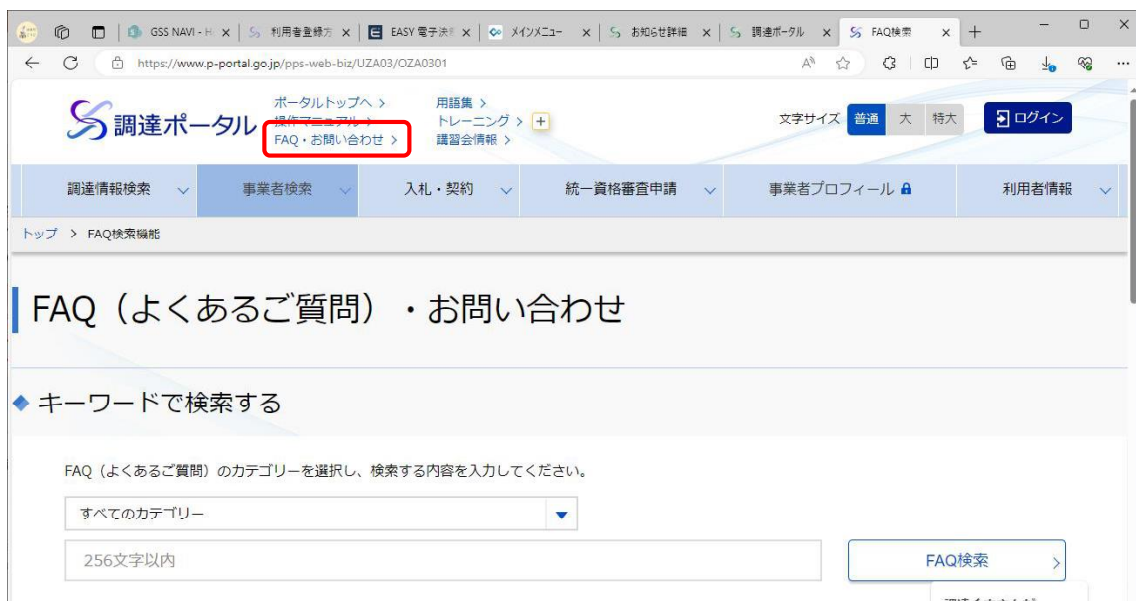 GSS NAVI - H
利用者登録方
EASY 電子決
メインメニュー
お知らせ詳細
調達ポータル
FAQ検索
https://www.p-portal.go.jp/pps-web-biz/UZA03/OZA0301
調達ポータル
ポータルトップへ >
用語集 >
操作マニュアル >
トレーニング > +
FAQ・お問い合わせ >
講習会情報 >
文字サイズ 普通 大 特大
ログイン
調達情報検索 事業者検索 入札・契約 統一資格審査申請 事業者プロフィール 利用者情報
トップ > FAQ検索機能
FAQ（よくあるご質問）・お問い合わせ
キーワードで検索する
FAQ（よくあるご質問）のカテゴリーを選択し、検索する内容を入力してください。
すべてのカテゴリー
256文字以内
FAQ検索 >